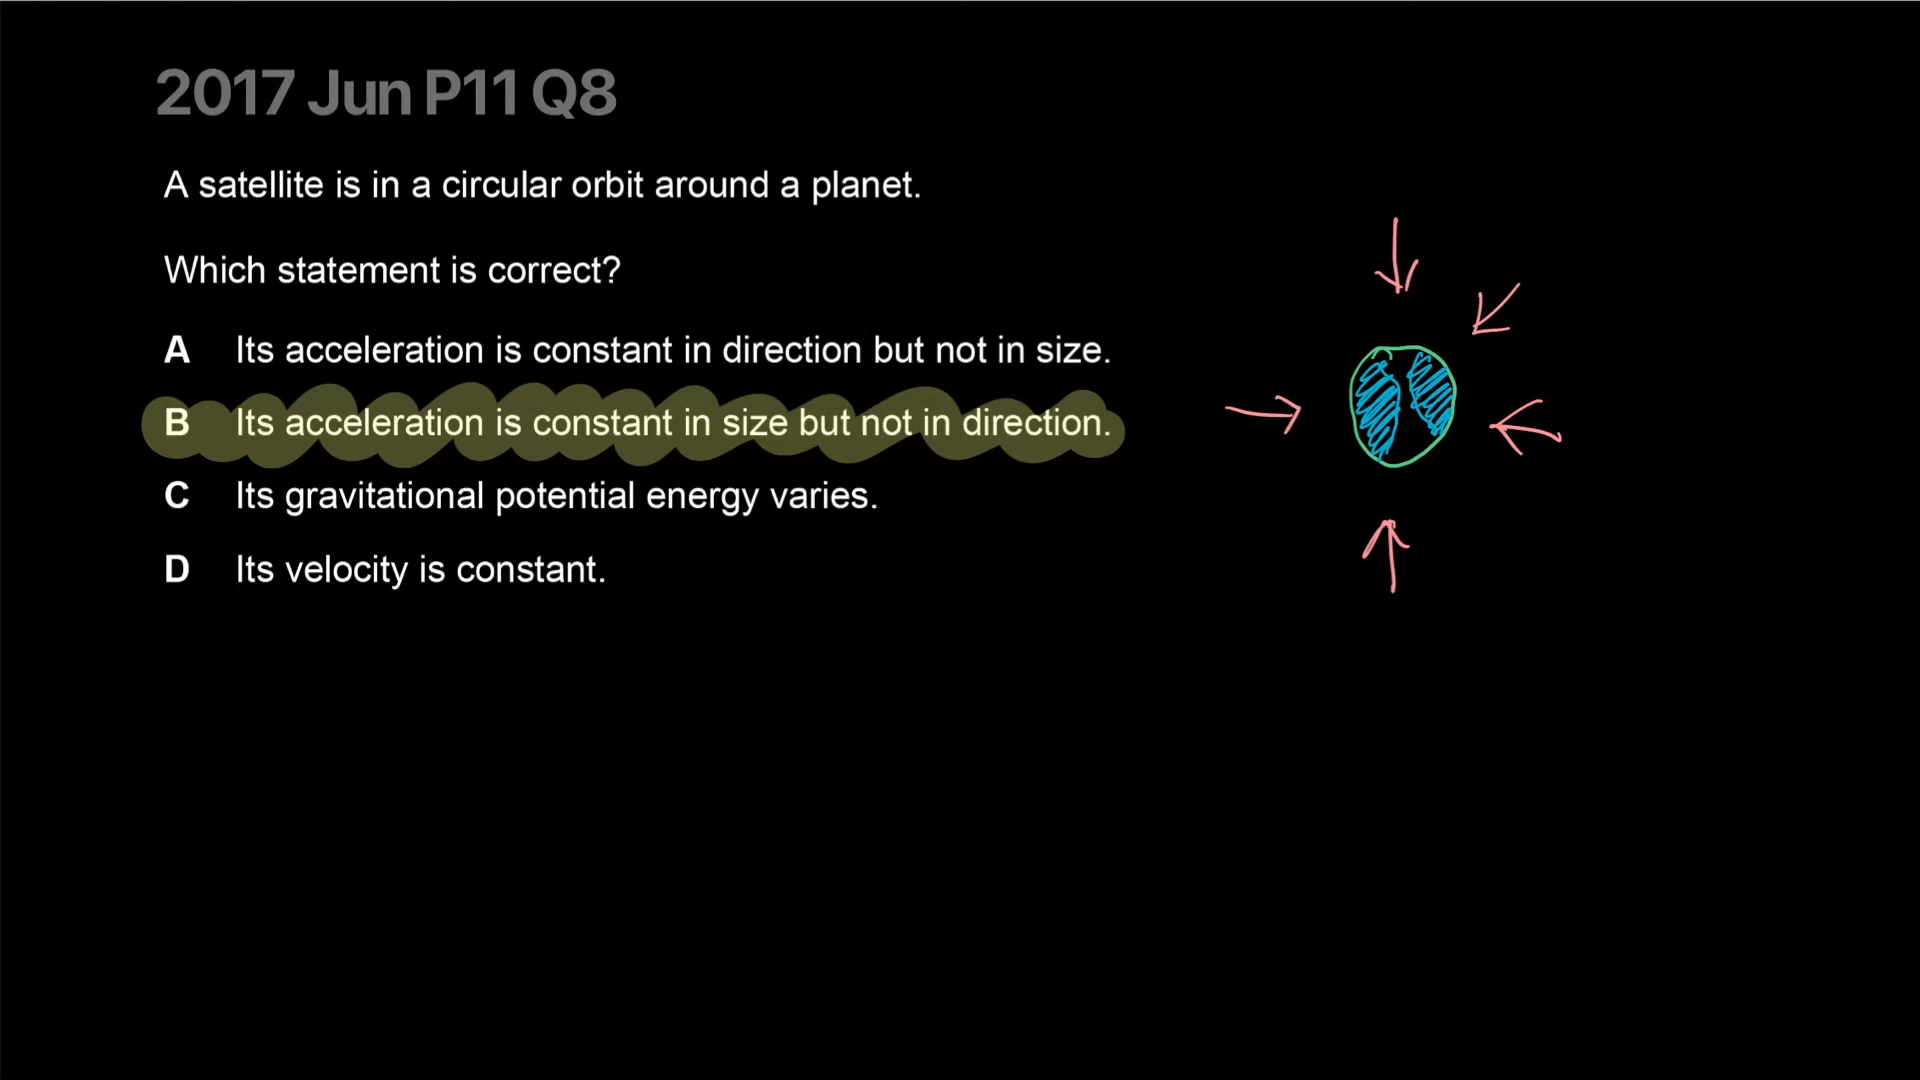 2017 Jun P11 Q8
A satellite is in a circular orbit around a planet.
Which statement is correct?
A Its acceleration is constant in direction but not in size.
B Its acceleration is constant in size but not in direction.
C Its gravitational potential energy varies.
D Its velocity is constant.